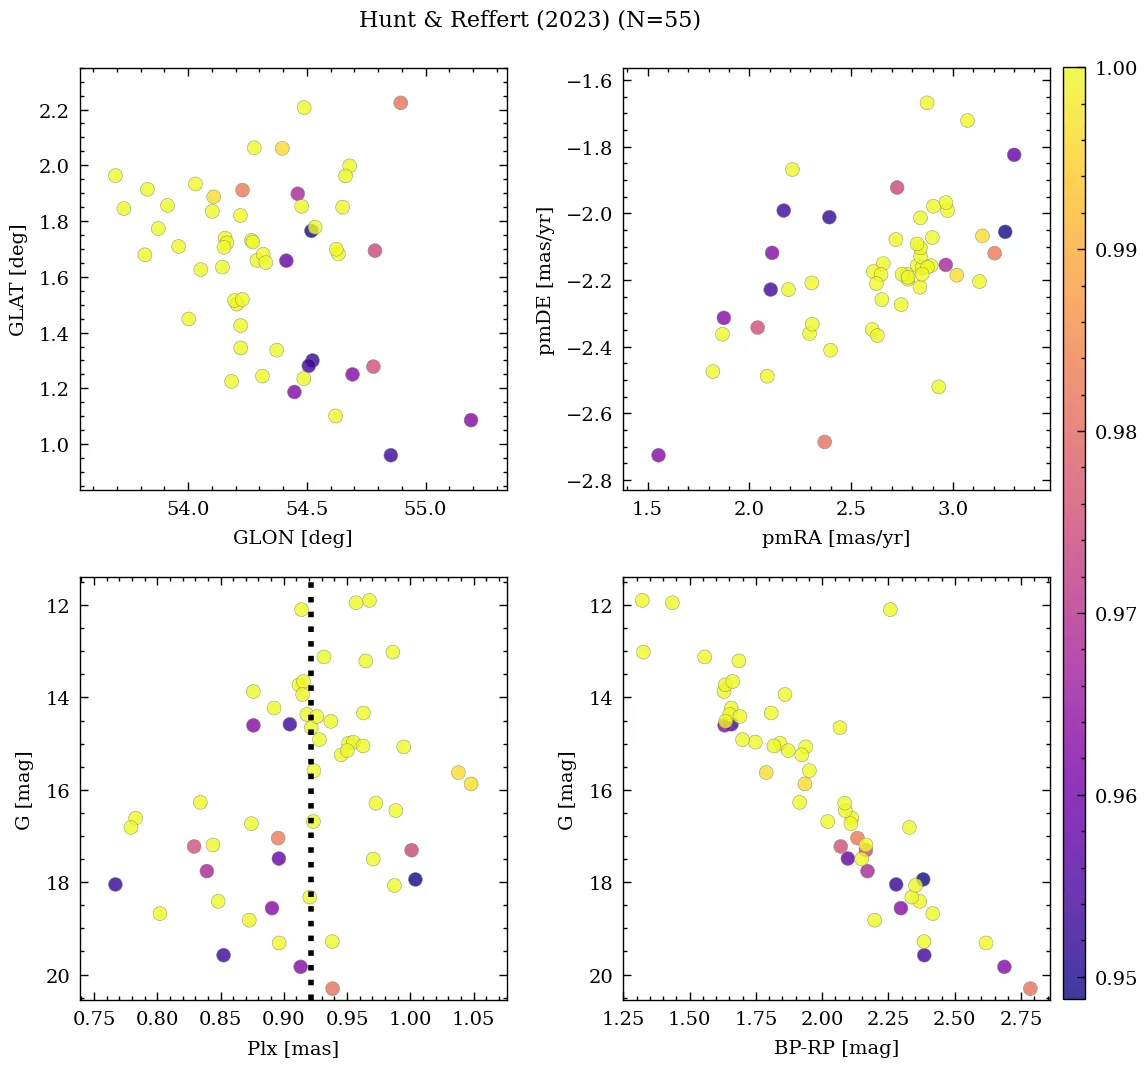 Hunt & Reffert (2023) (N=55)
2.2
2.0
1.8
1.6
1.4
1.2
1.0
GLAT [deg]
54.0 54.5 55.0
GLON [deg]
−1.6
−1.8
−2.0
−2.2
−2.4
−2.6
−2.8
pmDE [mas/yr]
1.5 2.0 2.5 3.0
pmRA [mas/yr]
12
14
16
18
20
G [mag]
0.75 0.80 0.85 0.90 0.95 1.00 1.05
Plx [mas]
12
14
16
18
20
G [mag]
1.25 1.50 1.75 2.00 2.25 2.50 2.75
BP-RP [mag]
1.00
0.99
0.98
0.97
0.96
0.95